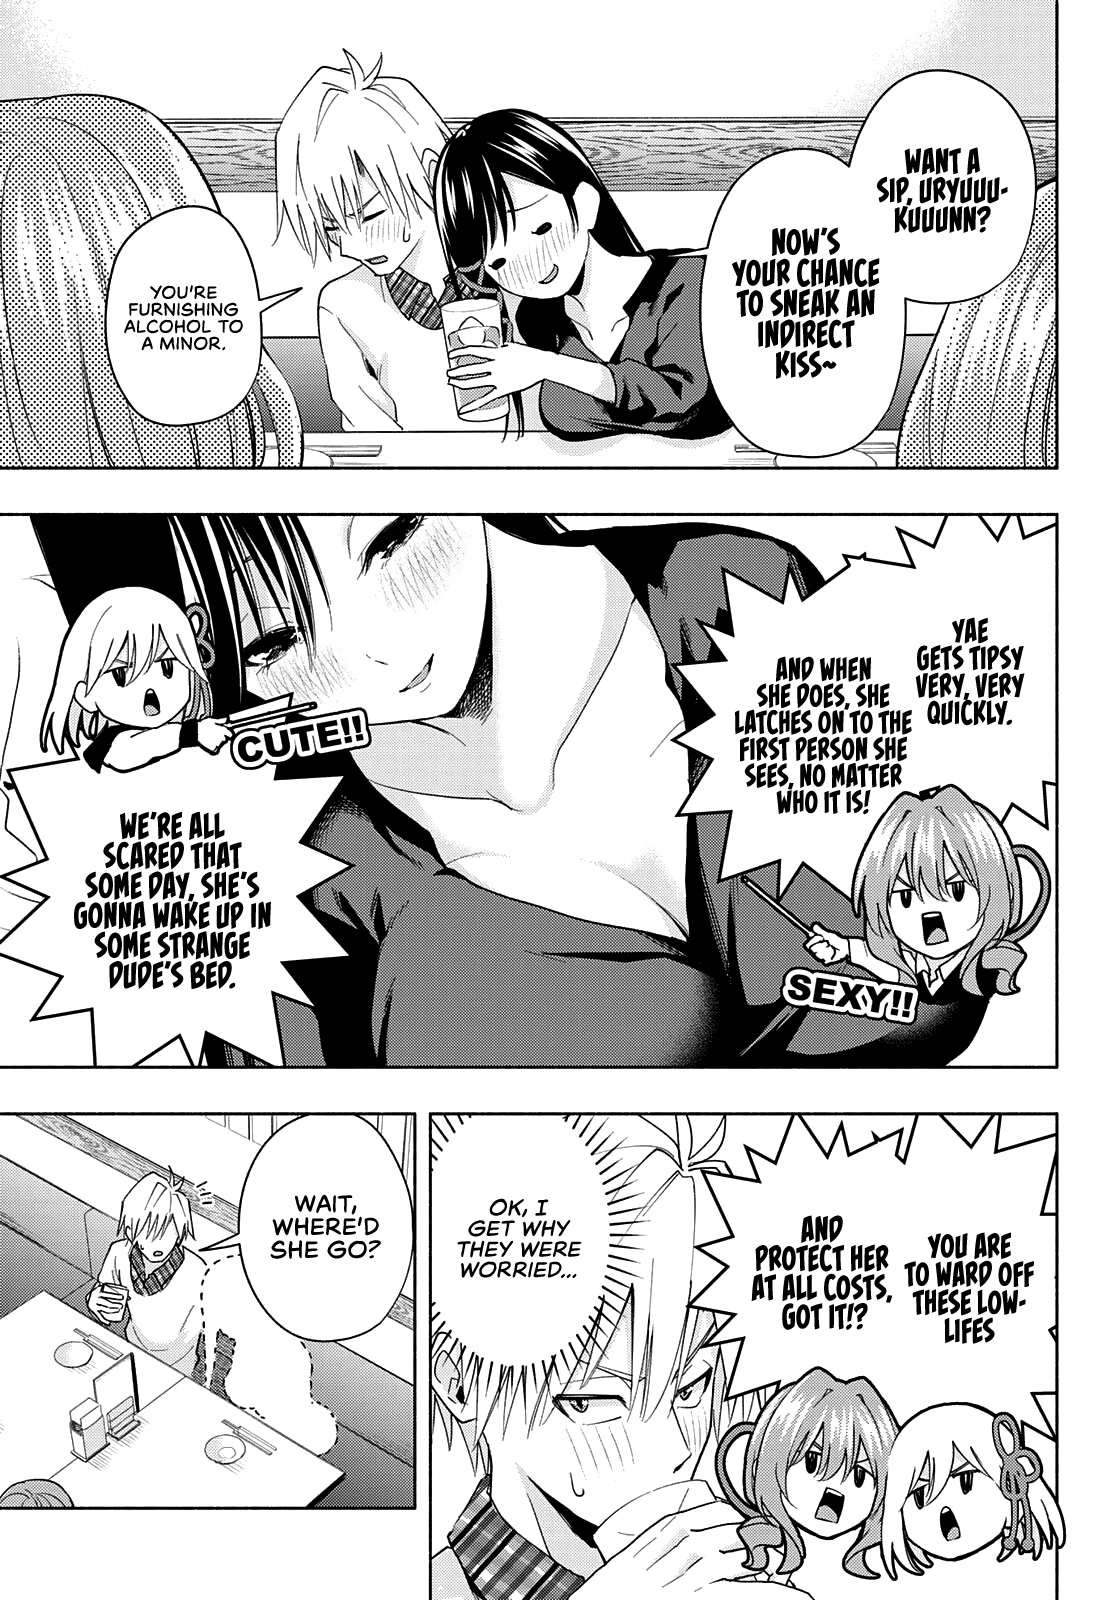 WANT A
SIP, URYUUU-
KUUUNN?
NOW'S
YOUR CHANCE
TO SNEAK AN
INDIRECT
KISS~
YOU'RE
FURNISHING
ALCOHOL TO
A MINOR.
YAE
GETS TIPSY
VERY, VERY
QUICKLY.
AND WHEN
SHE DOES, SHE
LATCHES ON TO THE
FIRST PERSON SHE
SEES, NO MATTER
WHO IT IS!
SEXY!!
CUTE!!
WE'RE ALL
SCARED THAT
SOME DAY, SHE'S
GONNA WAKE UP IN
SOME STRANGE
DUDE'S BED.
YOU ARE
TO WARD OFF
THESE LOW-
LIFES
AND
PROTECT HER
AT ALL COSTS,
GOT IT!?
OK, I
GET WHY
THEY WERE
WORRIED...
WAIT,
WHERE'D
SHE GO?